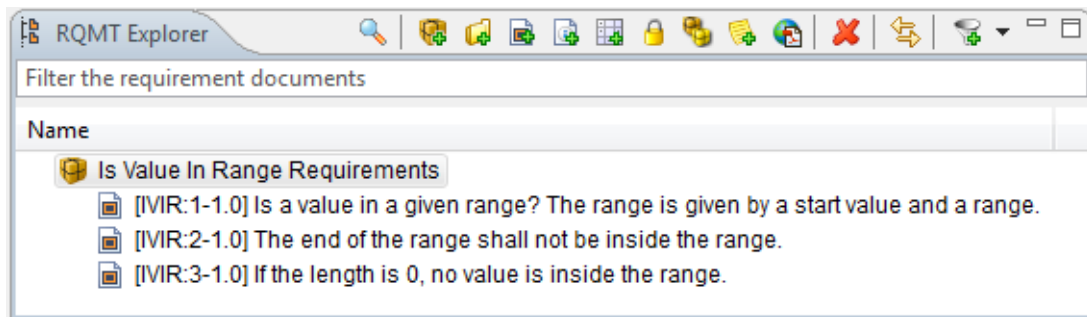 RQMT Explorer
Filter the requirement documents
Name
Is Value In Range Requirements
[IVIR:1-1.0] Is a value in a given range? The range is given by a start value and a range.
[IVIR:2-1.0] The end of the range shall not be inside the range.
[IVIR:3-1.0] If the length is 0, no value is inside the range.